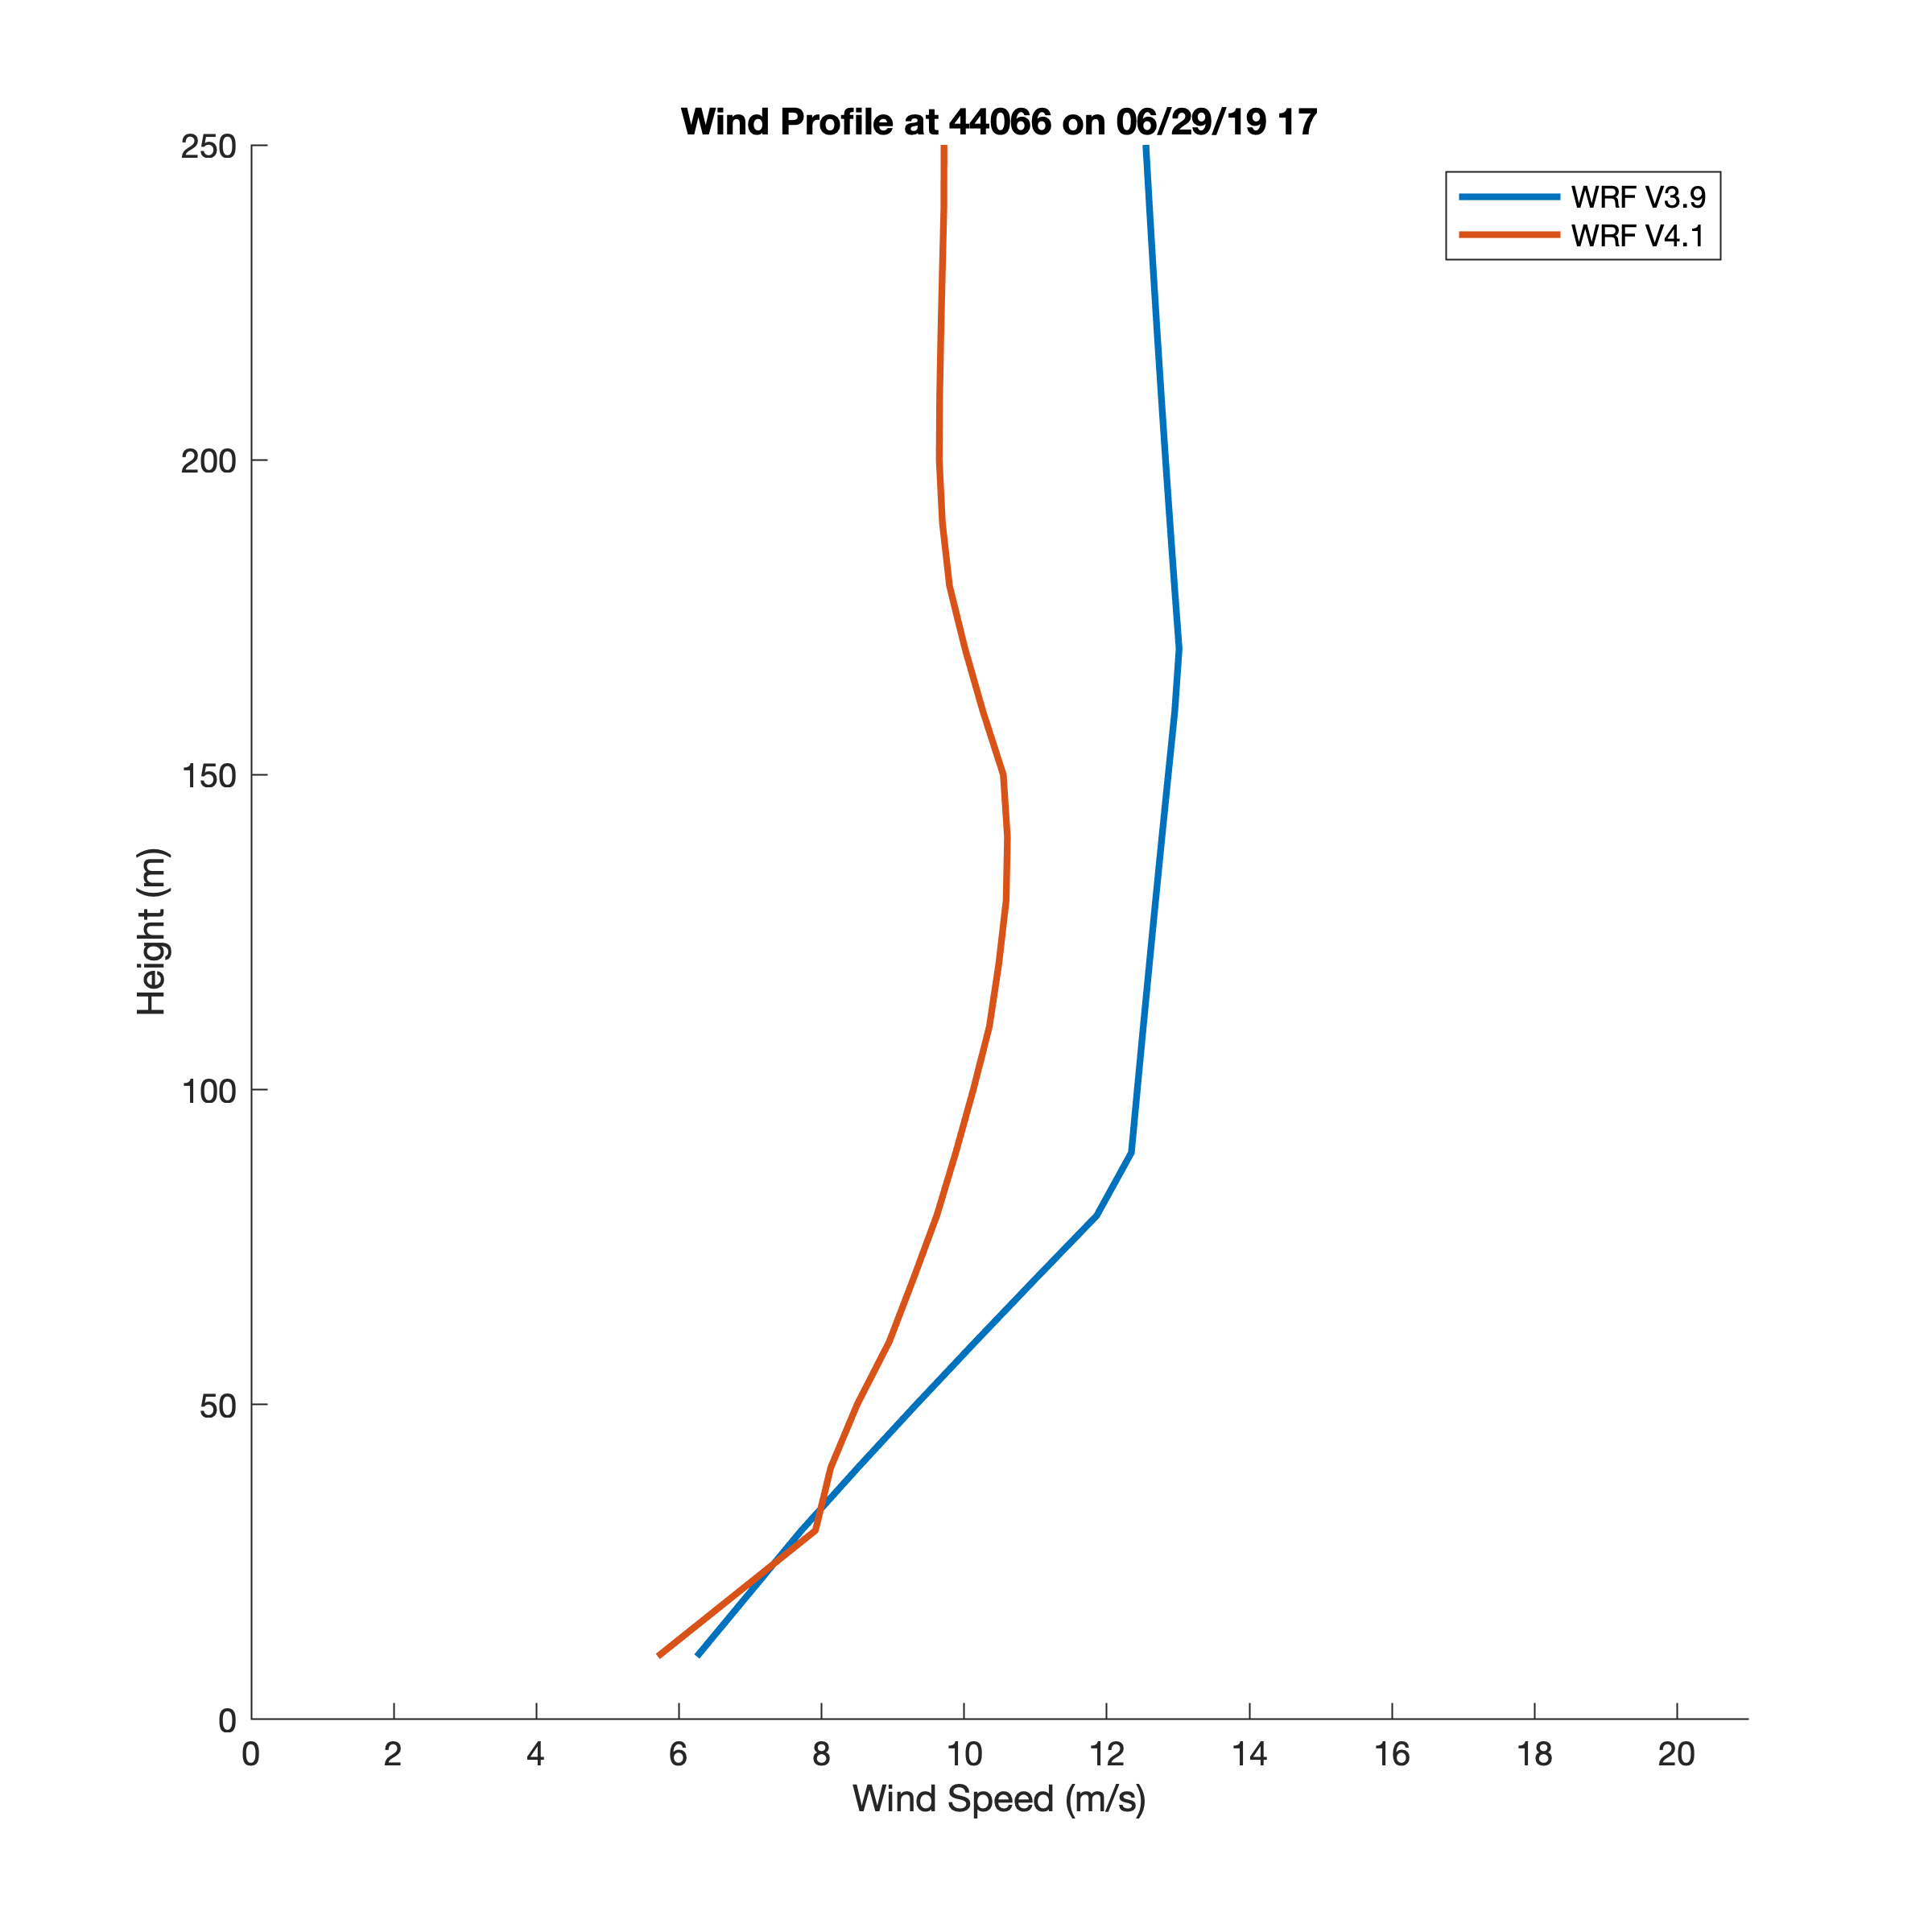 Wind Profile at 44066 on 06/29/19 17
WRF V3.9
WRF V4.1
250
200
150
100
50
0
Height (m)
0 2 4 6 8 10 12 14 16 18 20
Wind Speed (m/s)